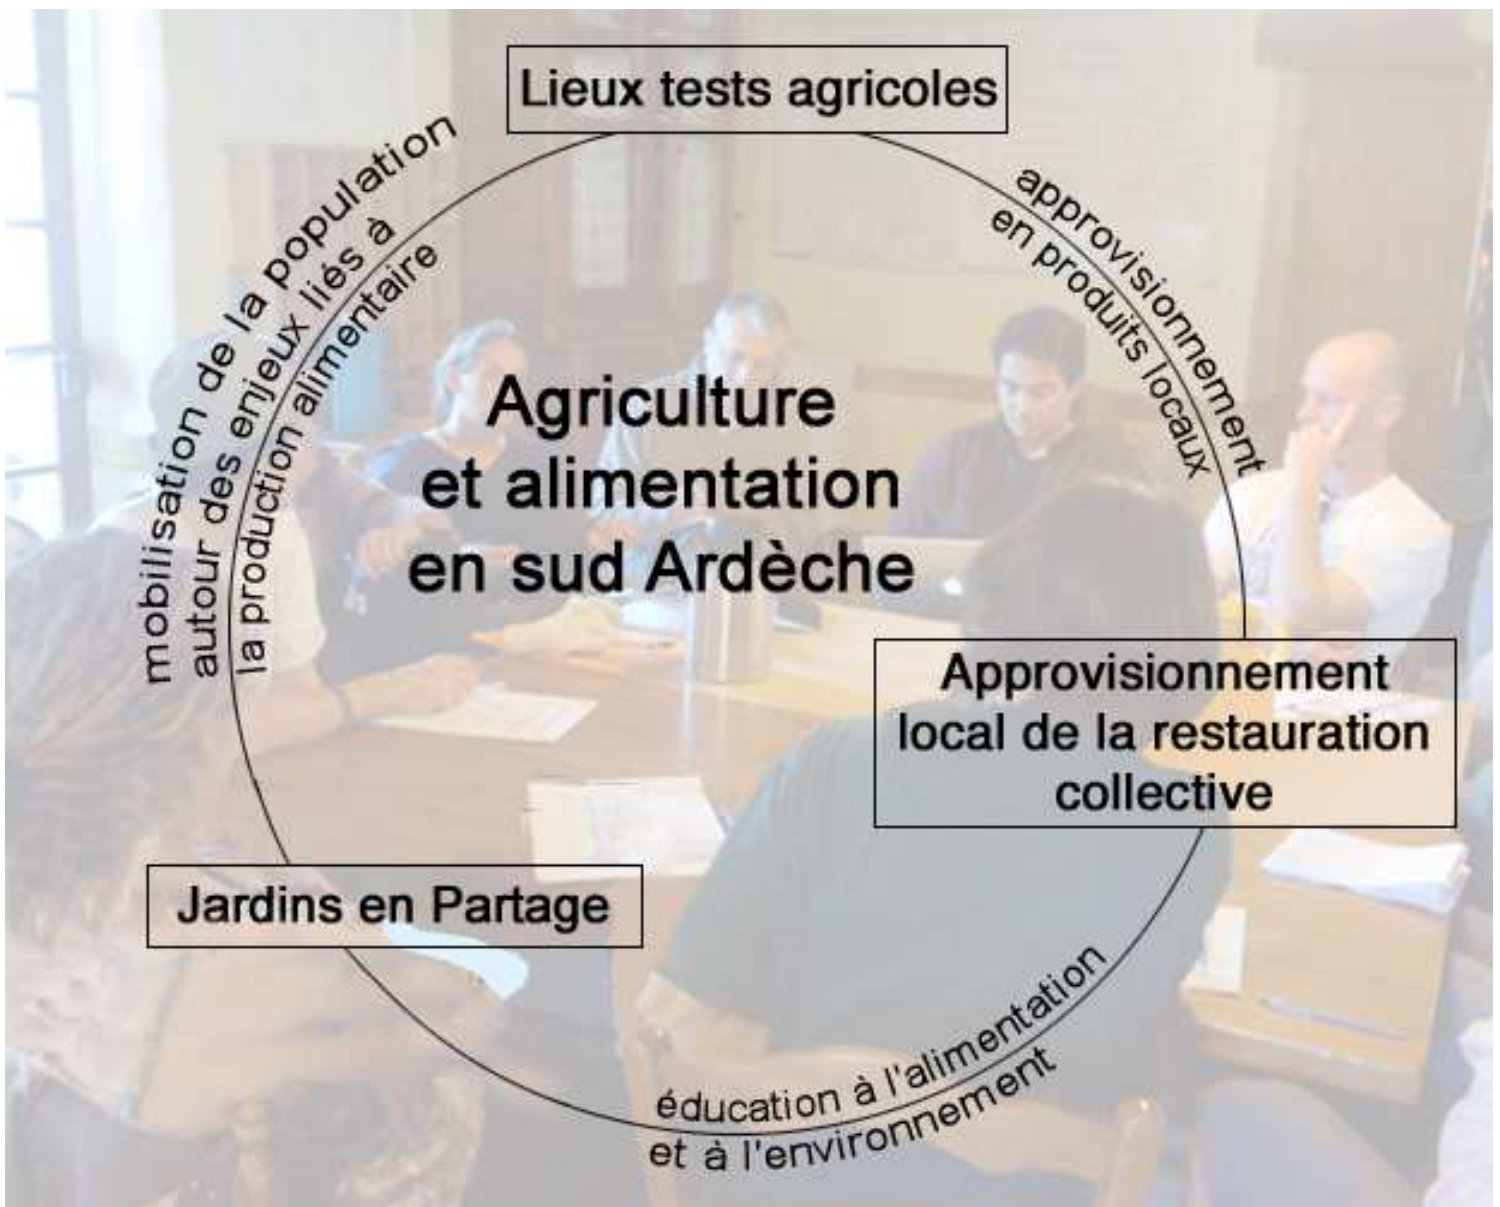 Lieux tests agricoles
mobilisation de la population
autour des enjeux liés à
la production alimentaire
approvisionnement
en produits locaux
Agriculture
et alimentation
en sud Ardèche
Approvisionnement
local de la restauration
collective
Jardins en Partage
éducation à l'alimentation
et à l'environnement